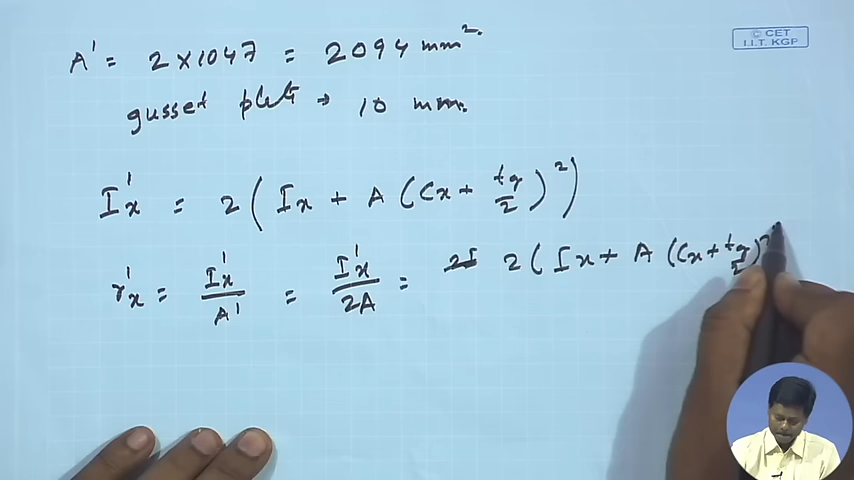 © CET
I.I.T. KGP
A' = 2 × 1047 = 2094 mm².
gusset → 10 mm.
I'x = 2(Ix + A(Cx + tg/2)²)
r'x = I'x/A' = I'x/2A = 2I 2(Ix + A(Cx + tg/2)²